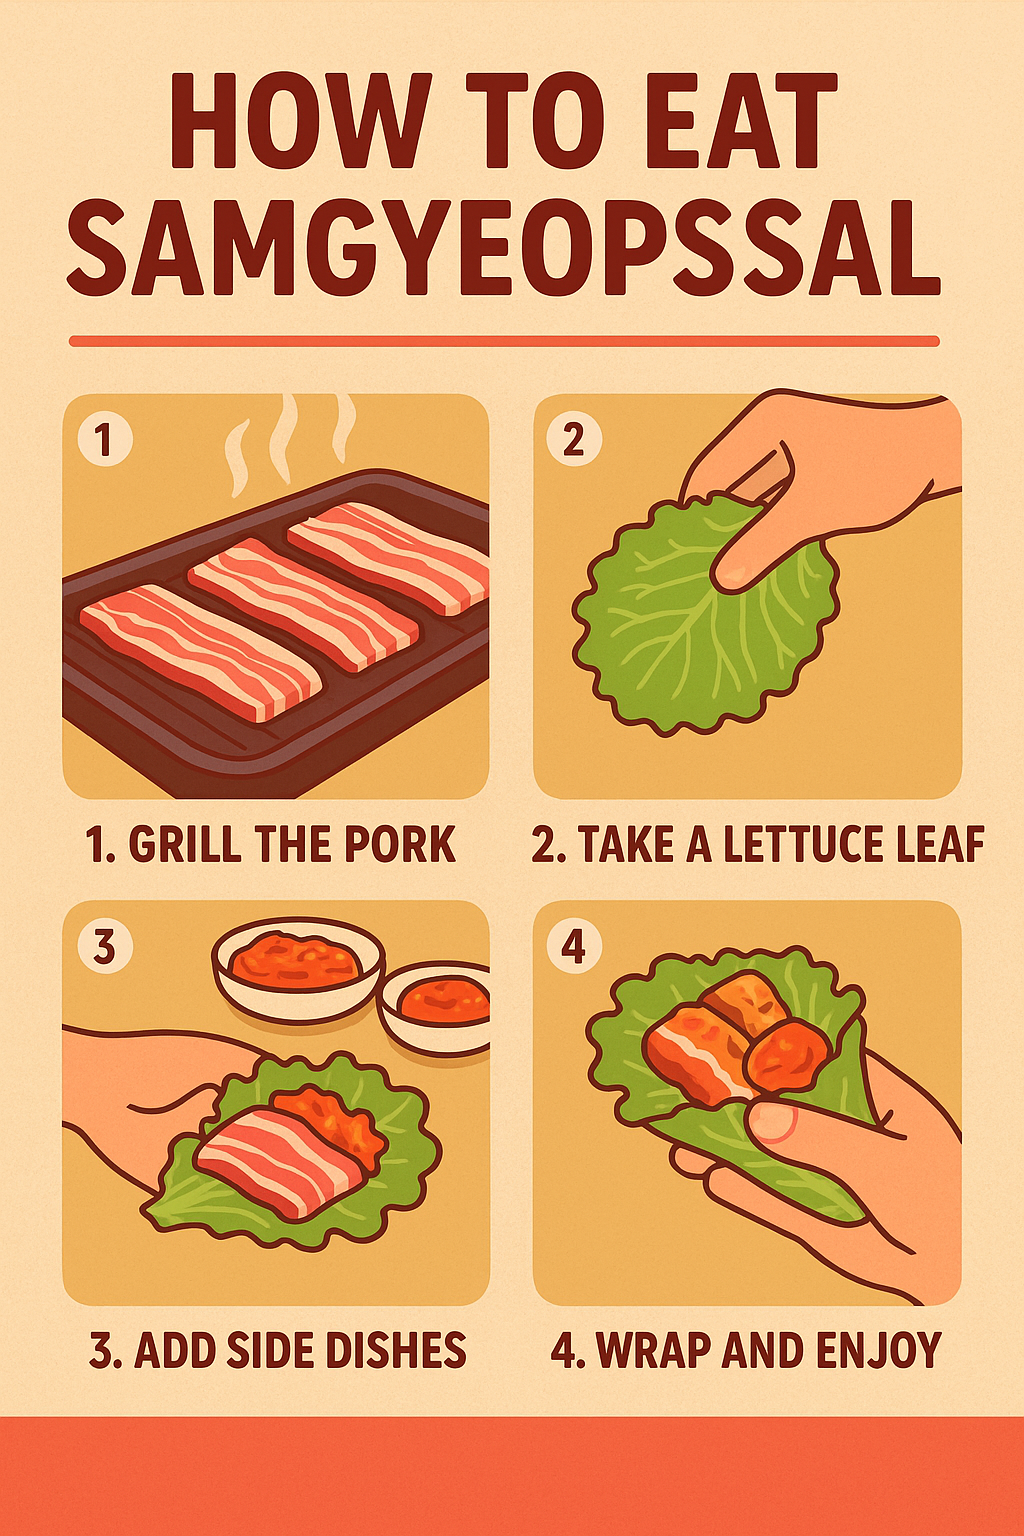 HOW TO EAT
SAMGYEOPSSAL
1
2
1. GRILL THE PORK
2. TAKE A LETTUCE LEAF
3
4
3. ADD SIDE DISHES
4. WRAP AND ENJOY